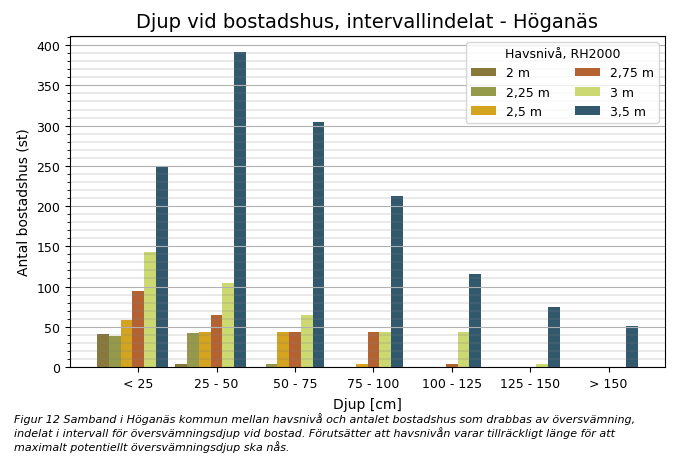 Djup vid bostadshus, intervallindelat - Höganäs
Antal bostadshus (st)
400
350
300
250
200
150
100
50
0
Havsnivå, RH2000
2 m
2,25 m
2,5 m
2,75 m
3 m
3,5 m
< 25
25 - 50
50 - 75
75 - 100
100 - 125
125 - 150
> 150
Djup [cm]
Figur 12 Samband i Höganäs kommun mellan havsnivå och antalet bostadshus som drabbas av översvämning,
indelat i intervall för översvämningsdjup vid bostad. Förutsätter att havsnivån varar tillräckligt länge för att
maximalt potentiellt översvämningsdjup ska nås.